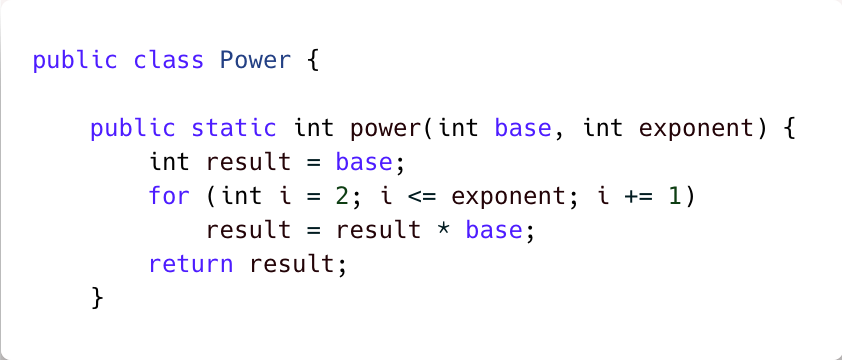 public class Power {
    public static int power(int base, int exponent) {
        int result = base;
        for (int i = 2; i <= exponent; i += 1)
            result = result * base;
        return result;
    }